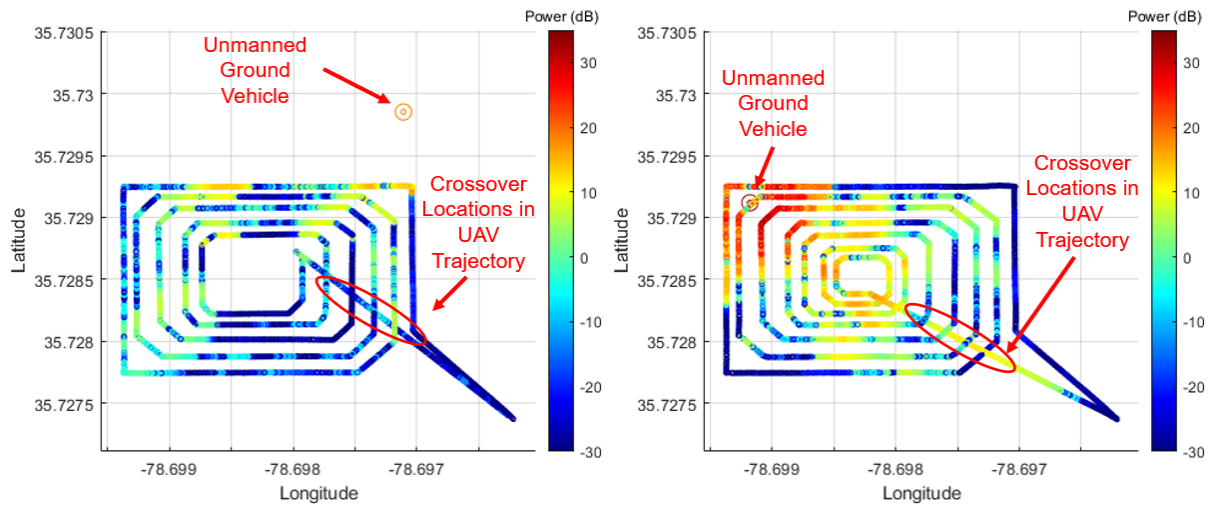 Power (dB)
35.7305
35.73
35.7295
35.729
35.7285
35.728
35.7275
Latitude
-78.699
-78.698
-78.697
Longitude
30
20
10
0
-10
-20
-30
Unmanned
Ground
Vehicle
Crossover
Locations in
UAV
Trajectory
Power (dB)
35.7305
35.73
35.7295
35.729
35.7285
35.728
35.7275
Latitude
-78.699
-78.698
-78.697
Longitude
30
20
10
0
-10
-20
-30
Unmanned
Ground
Vehicle
Crossover
Locations in
UAV
Trajectory